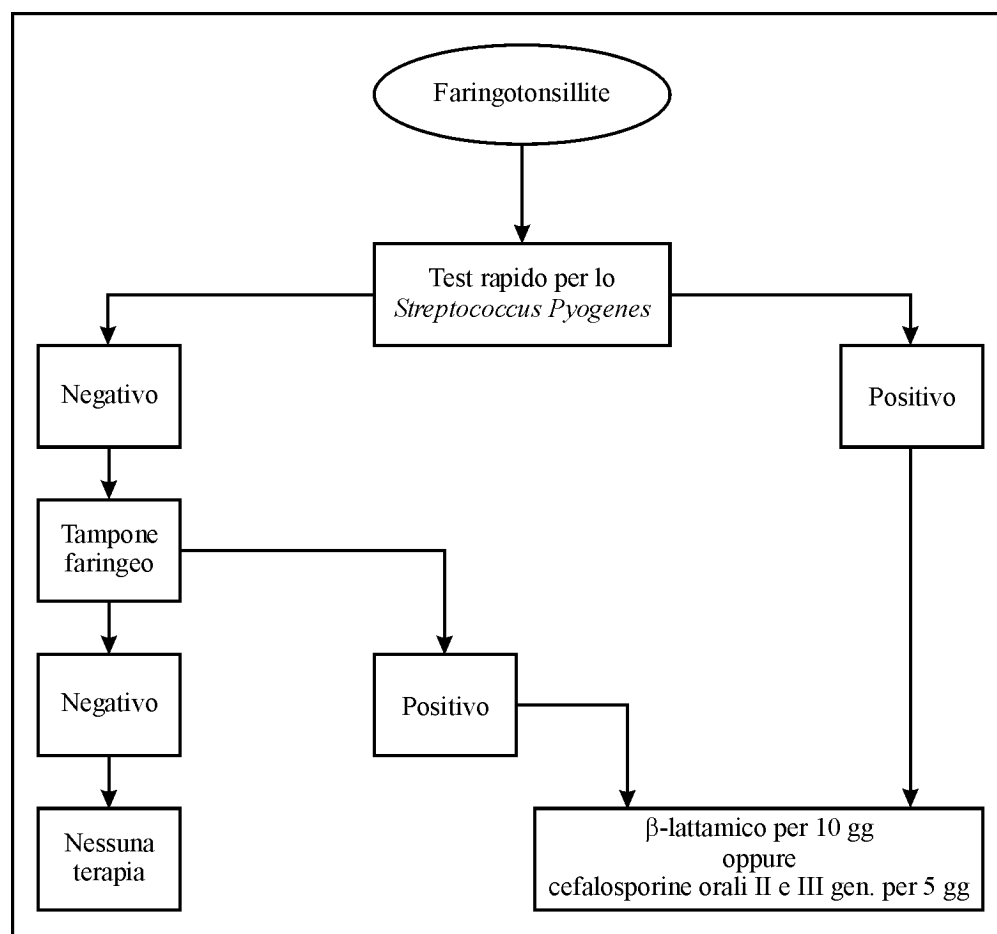 Faringotonsillite
Test rapido per lo
Streptococcus Pyogenes
Negativo
Positivo
Tampone
faringeo
Negativo
Positivo
Nessuna
terapia
β-lattamico per 10 gg
oppure
cefalosporine orali II e III gen. per 5 gg